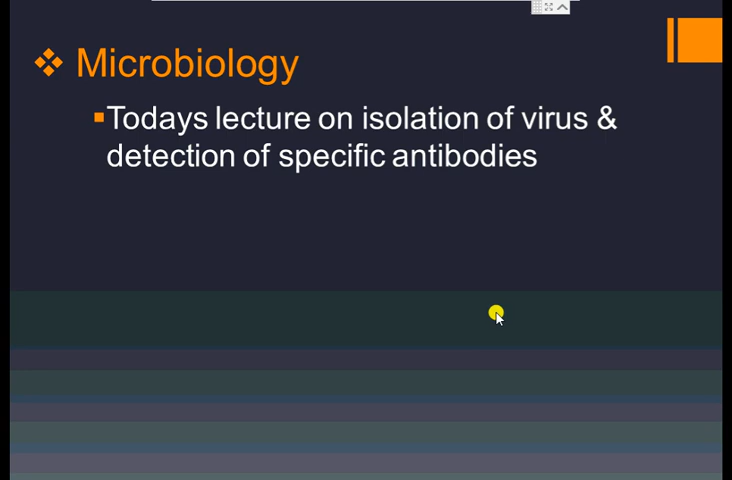 Microbiology
Todays lecture on isolation of virus &
detection of specific antibodies